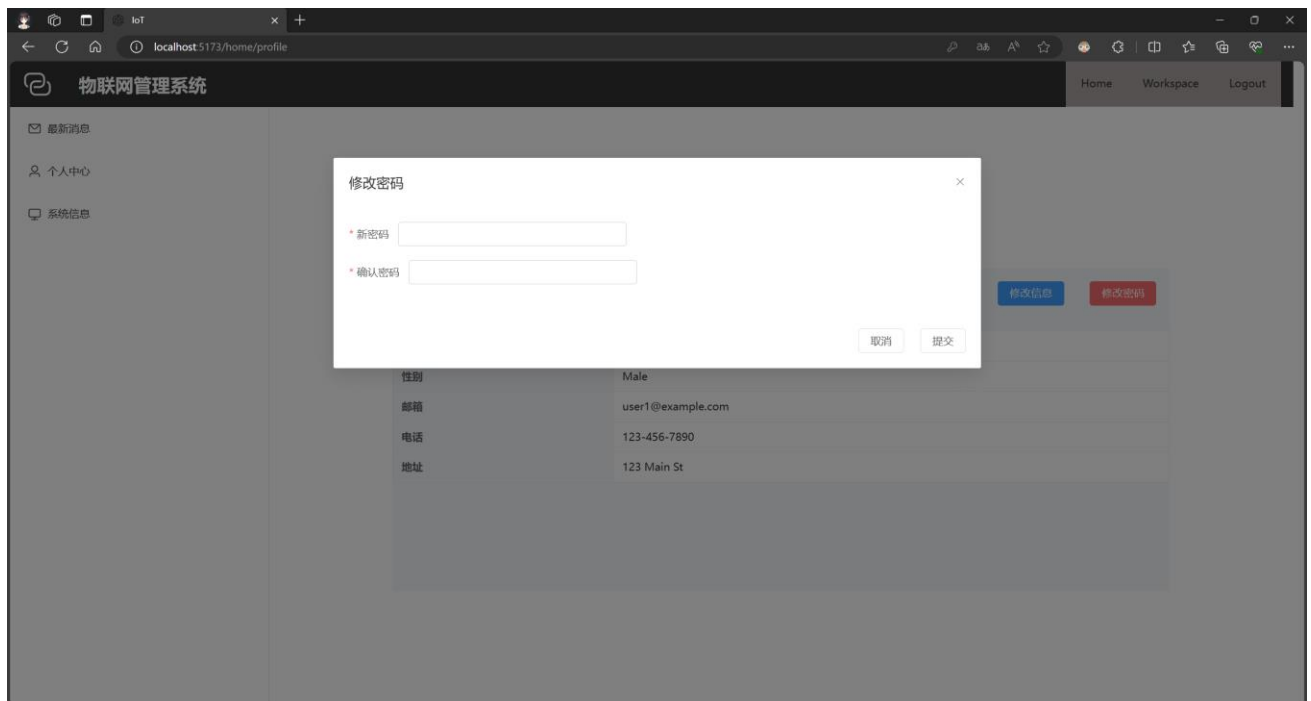 IoT
localhost:5173/home/profile
物联网管理系统
Home Workspace Logout
最新消息
个人中心
系统信息
修改密码
* 新密码
* 确认密码
修改信息 修改密码
取消 提交
性别 Male
邮箱 user1@example.com
电话 123-456-7890
地址 123 Main St